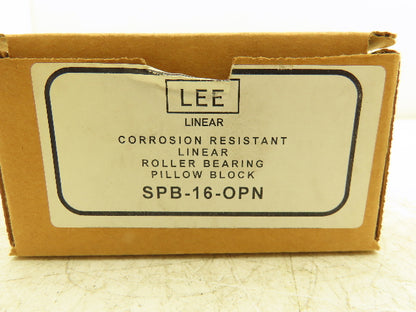 LEE
LINEAR
CORROSION RESISTANT
LINEAR
ROLLER BEARING
PILLOW BLOCK
SPB-16-OPN